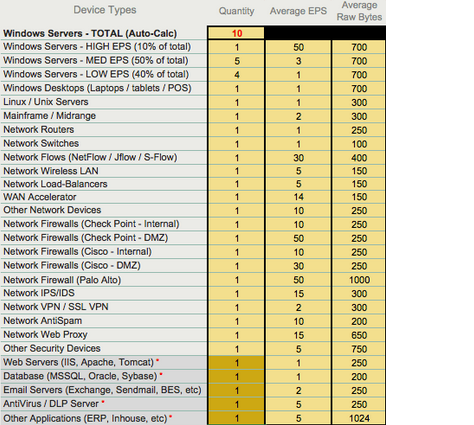 Device Types Quantity Average EPS Average Raw Bytes
Windows Servers - TOTAL (Auto-Calc) 10
Windows Servers - HIGH EPS (10% of total) 1 50 700
Windows Servers - MED EPS (50% of total) 5 3 700
Windows Servers - LOW EPS (40% of total) 4 1 700
Windows Desktops (Laptops / tablets / POS) 1 1 700
Linux / Unix Servers 1 1 300
Mainframe / Midrange 1 2 300
Network Routers 1 1 250
Network Switches 1 1 100
Network Flows (NetFlow / Jflow / S-Flow) 1 30 400
Network Wireless LAN 1 5 150
Network Load-Balancers 1 5 150
WAN Accelerator 1 14 150
Other Network Devices 1 10 250
Network Firewalls (Check Point - Internal) 1 10 250
Network Firewalls (Check Point - DMZ) 1 50 250
Network Firewalls (Cisco - Internal) 1 10 250
Network Firewalls (Cisco - DMZ) 1 30 250
Network Firewall (Palo Alto) 1 50 1000
Network IPS/IDS 1 15 300
Network VPN / SSL VPN 1 2 300
Network AntiSpam 1 10 200
Network Web Proxy 1 15 650
Other Security Devices 1 5 750
Web Servers (IIS, Apache, Tomcat) * 1 1 250
Database (MSSQL, Oracle, Sybase) * 1 1 200
Email Servers (Exchange, Sendmail, BES, etc) 1 2 250
AntiVirus / DLP Server * 1 5 250
Other Applications (ERP, Inhouse, etc) * 1 5 1024